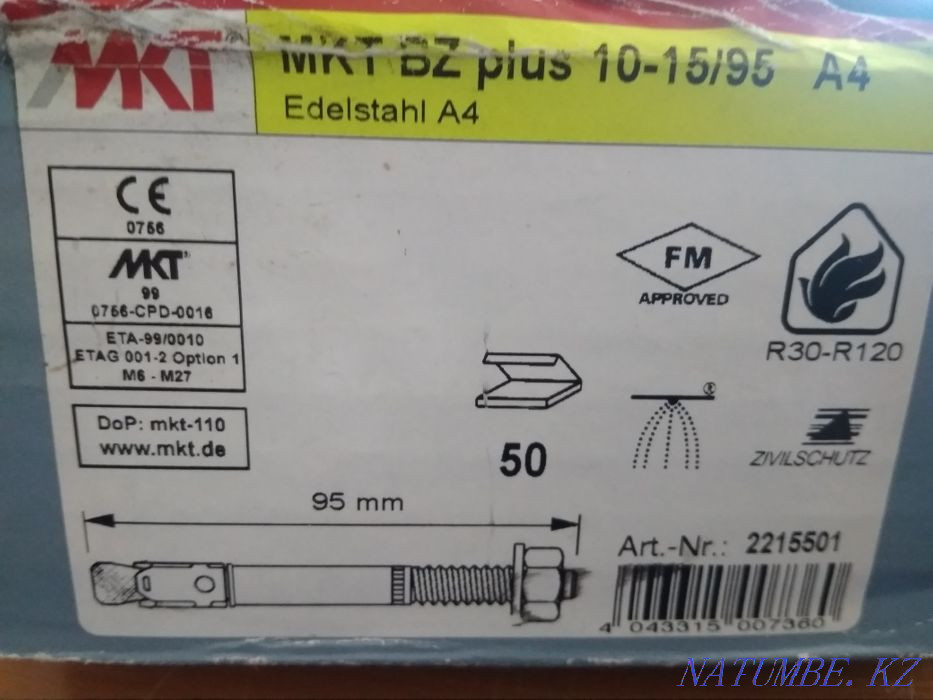 MKT®
MKT BZ plus 10-15/95 A4
Edelstahl A4
CE
0756
MKT®
99
0756-CPD-0016
ETA-99/0010
ETAG 001-2 Option 1
M6 - M27
DoP: mkt-110
www.mkt.de
50
FM
APPROVED
R30-R120
®
ZIVILSCHUTZ
95 mm
Art.-Nr.: 2215501
4 043315 007360
NATUMBE.KZ